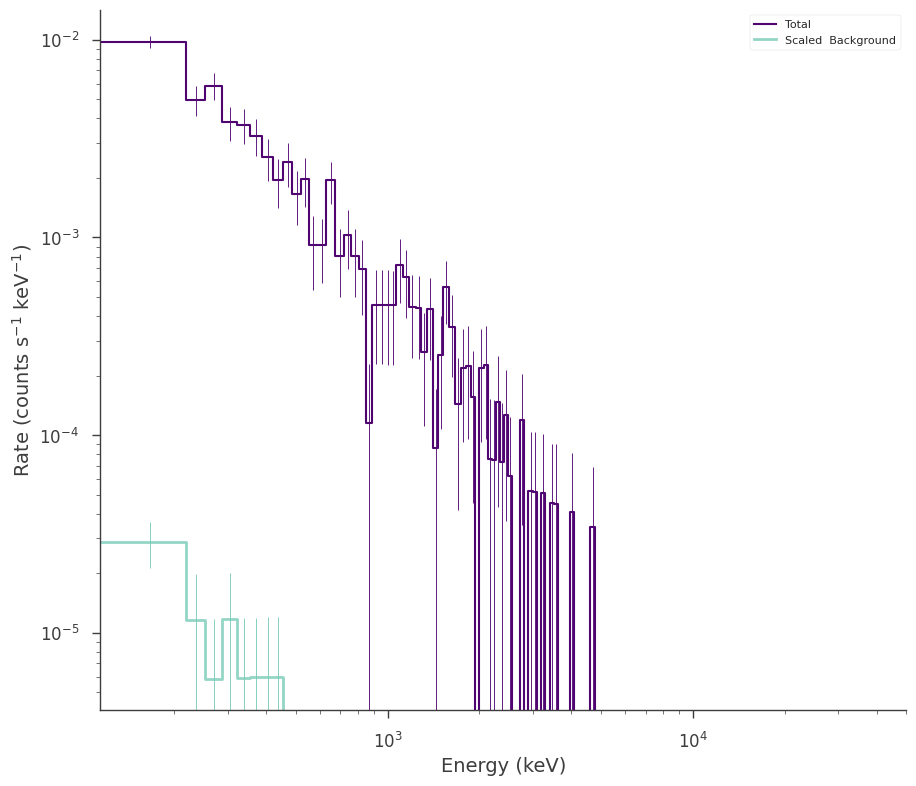 Total
Scaled  Background
10⁻²
10⁻³
10⁻⁴
10⁻⁵
Rate (counts s⁻¹ keV⁻¹)
10³
10⁴
Energy (keV)